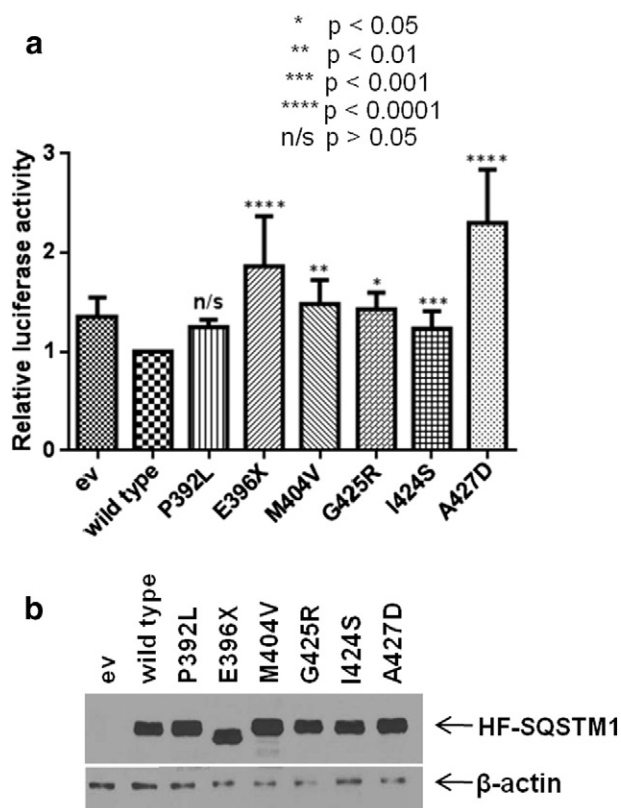 a
* p < 0.05
** p < 0.01
*** p < 0.001
**** p < 0.0001
n/s p > 0.05
Relative luciferase activity
3
2
1
0
n/s
****
**
*
***
****
ev
wild type
P392L
E396X
M404V
G425R
I424S
A427D
b
ev
wild type
P392L
E396X
M404V
G425R
I424S
A427D
HF-SQSTM1
β-actin